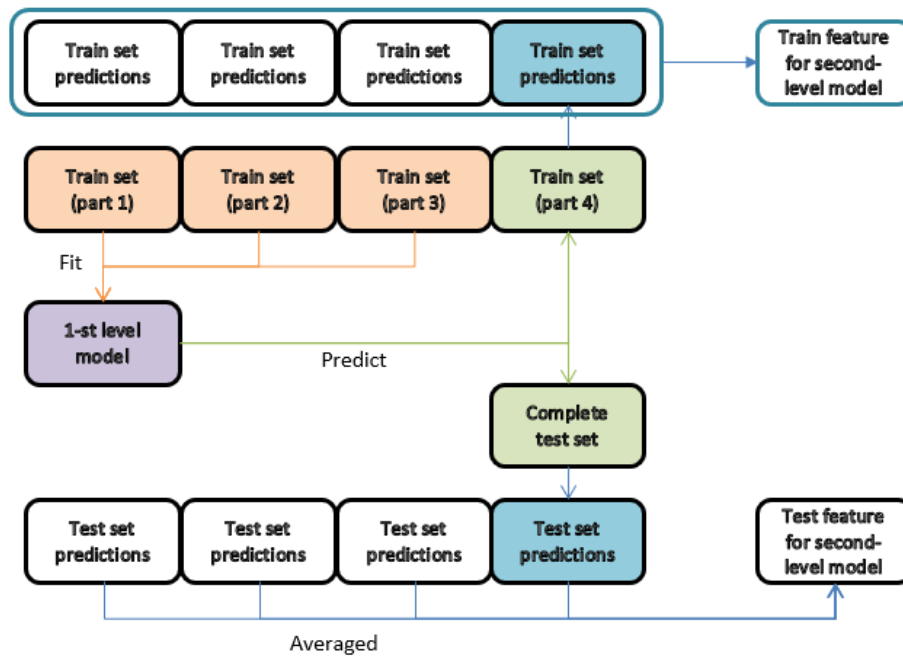 Train set
predictions
Train set
predictions
Train set
predictions
Train set
predictions
Train feature
for second-
level model
Train set
(part 1)
Train set
(part 2)
Train set
(part 3)
Train set
(part 4)
Fit
1-st level
model
Predict
Complete
test set
Test set
predictions
Test set
predictions
Test set
predictions
Test set
predictions
Test feature
for second-
level model
Averaged